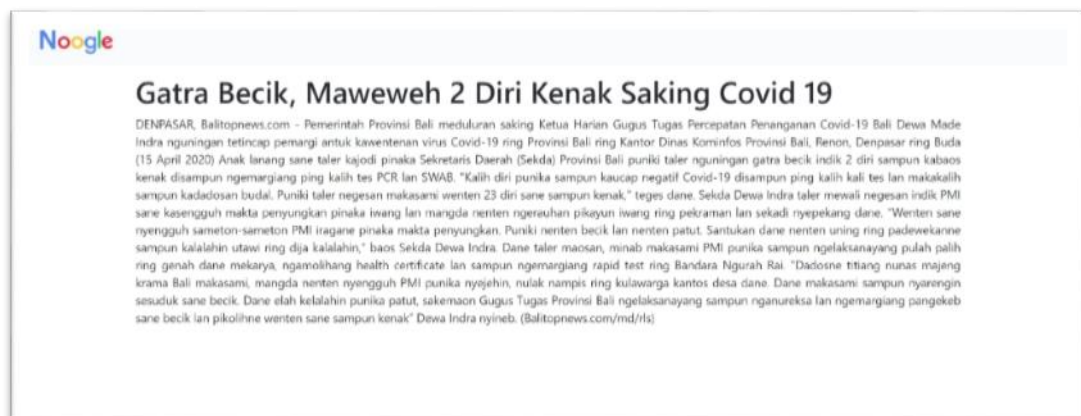 Noogle
Gatra Becik, Maweweh 2 Diri Kenak Saking Covid 19
DENPASAR, Balitopnews.com - Pemerintah Provinsi Bali meduluran saking Ketua Harian Gugus Tugas Percepatan Penanganan Covid-19 Bali Dewa Made
Indra nguningan tetincap pemargi antuk kawentenan virus Covid-19 ring Provinsi Bali ring Kantor Dinas Kominfos Provinsi Bali, Renon, Denpasar ring Buda
(15 April 2020) Anak lanang sane taler kajodi pinaka Sekretaris Daerah (Sekda) Provinsi Bali puniki taler nguningan gatra becik indik 2 diri sampun kabaos
kenak disampun ngemargiang ping kalih tes PCR lan SWAB. "Kalih diri punika sampun kaucap negatif Covid-19 disampun ping kalih kali tes lan makakalih
sampun kadadosan budal. Puniki taler negesan makasami wenten 23 diri sane sampun kenak," teges dane. Sekda Dewa Indra taler mewali negesan indik PMI
sane kasengguh makta penyungkan pinaka iwang lan mangda nenten ngereuhan pikayun iwang ring pekraman lan sekadi nyepekang dane. "Wenten sane
nyengguh sameton-sameton PMI iragane pinaka makta penyungkan. Puniki nenten becik lan nenten patut. Santukan dane nenten uning ring padewekanne
sampun kalalahin utawi ring dija kalalahin," baos Sekda Dewa Indra. Dane taler maosan, minab makasami PMI punika sampun ngelaksanayang pulah palih
ring genah dane mekarya, ngamolihang health certificate lan sampun ngemargiang rapid test ring Bandara Ngurah Rai. "Dadosne titiang nunas majeng
krama Bali makasami, mangda nenten nyengguh PMI punika nyejehin, nulak nampis ring kulawarga kantos desa dane. Dane makasami sampun nyarengin
sesuduk sane becik. Dane elah kelalahin punika patut, sakemaon Gugus Tugas Provinsi Bali ngelaksanayang sampun nganureksa lan ngemargiang pangekeb
sane becik lan pikolihne wenten sane sampun kenak" Dewa Indra nyineb. (Balitopnews.com/md/rls)